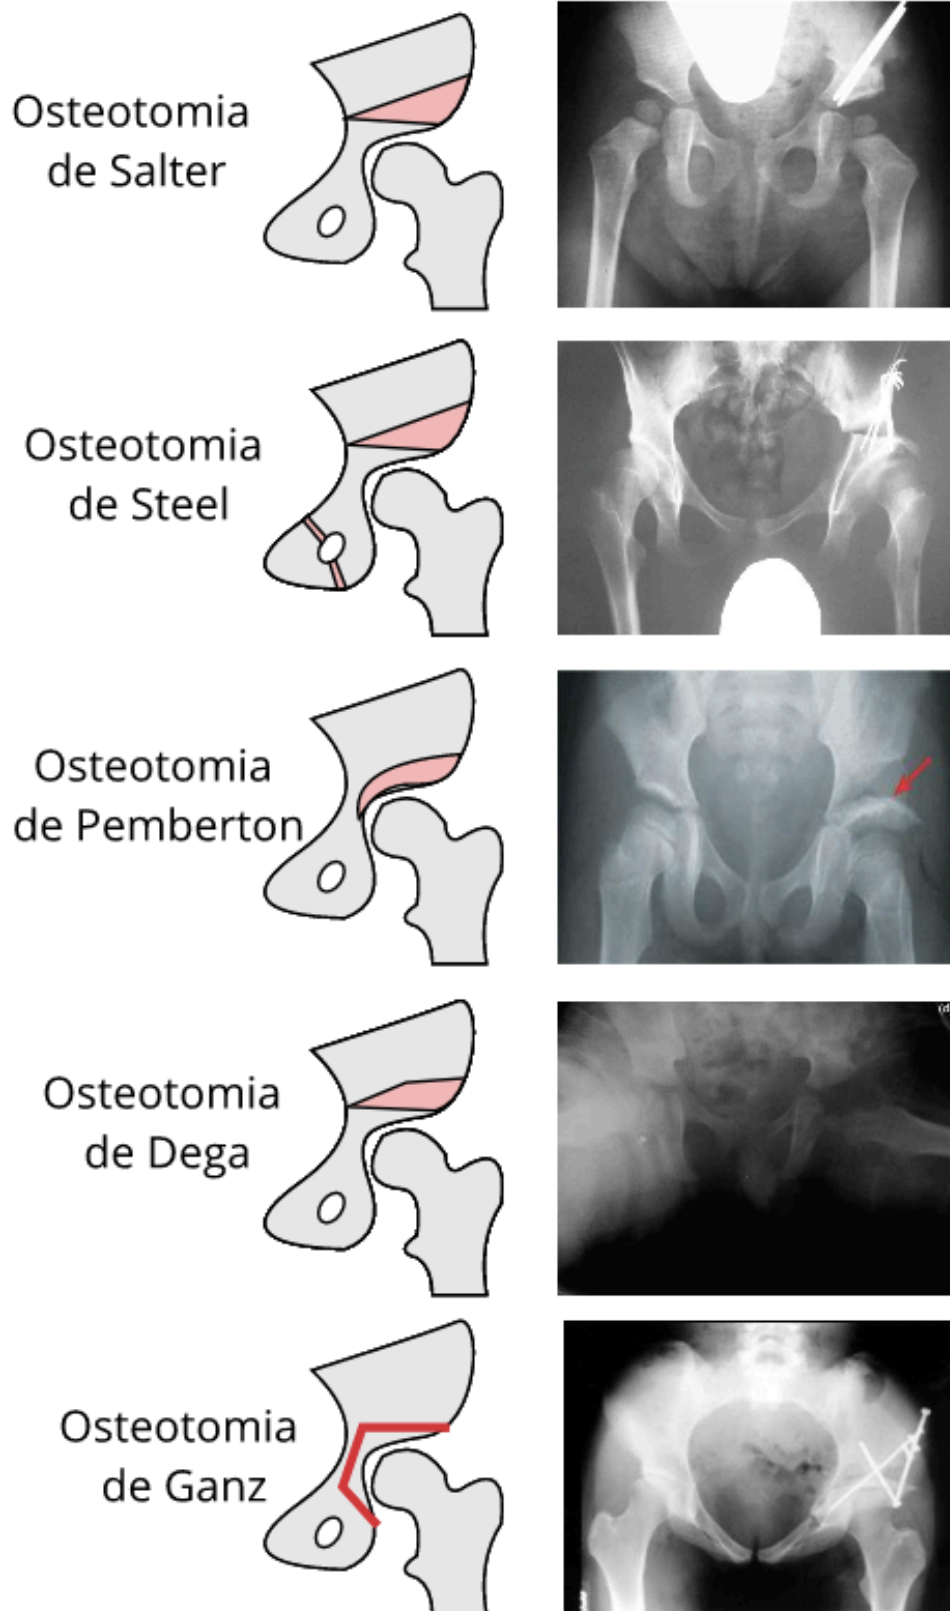 Osteotomia
de Salter
Osteotomia
de Steel
Osteotomia
de Pemberton
Osteotomia
de Dega
(d
Osteotomia
de Ganz